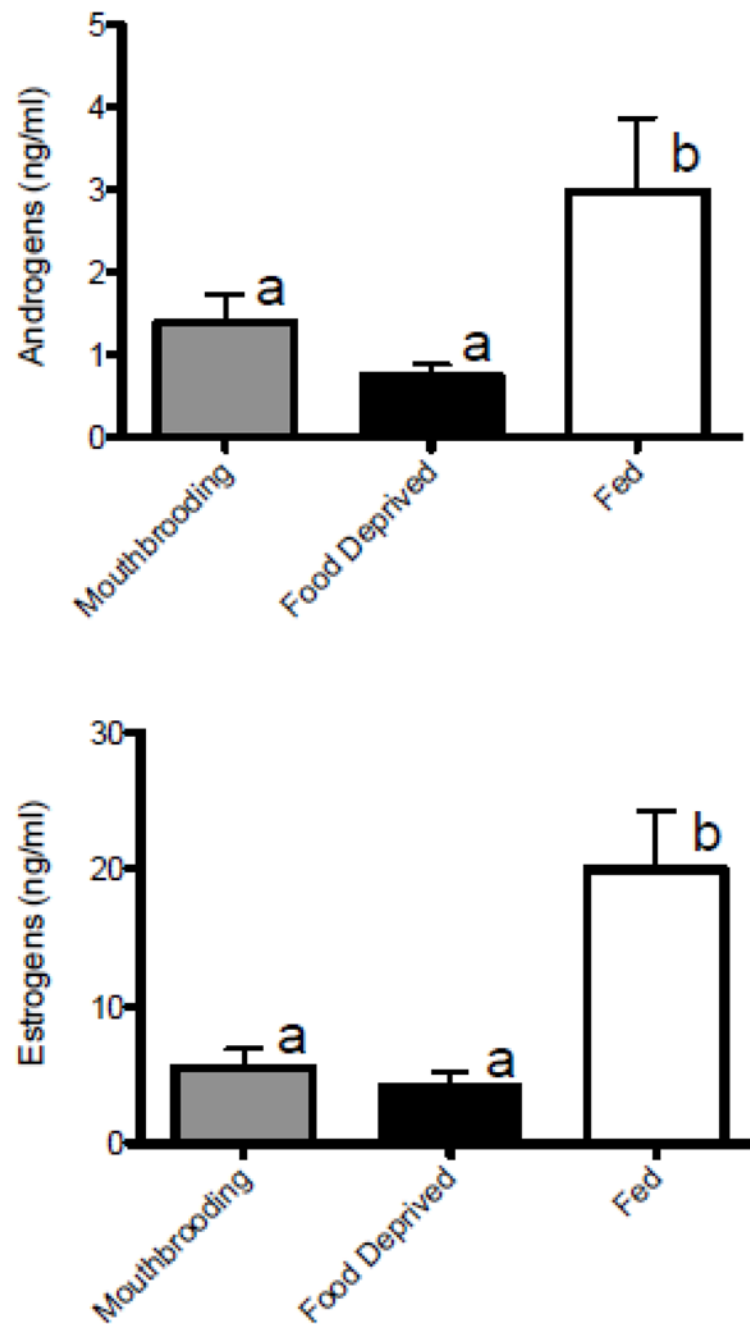 5
4
3
2
1
0
Androgens (ng/ml)
a
a
b
Mouthbrooding
Food Deprived
Fed
30
20
10
0
Estrogens (ng/ml)
a
a
b
Mouthbrooding
Food Deprived
Fed